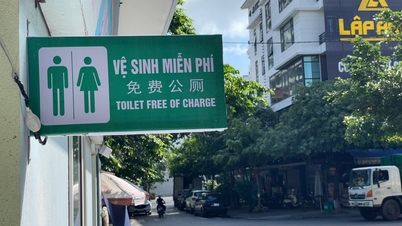 VỆ SINH MIỄN PHÍ
免费公厕
TOILET FREE OF CHARGE